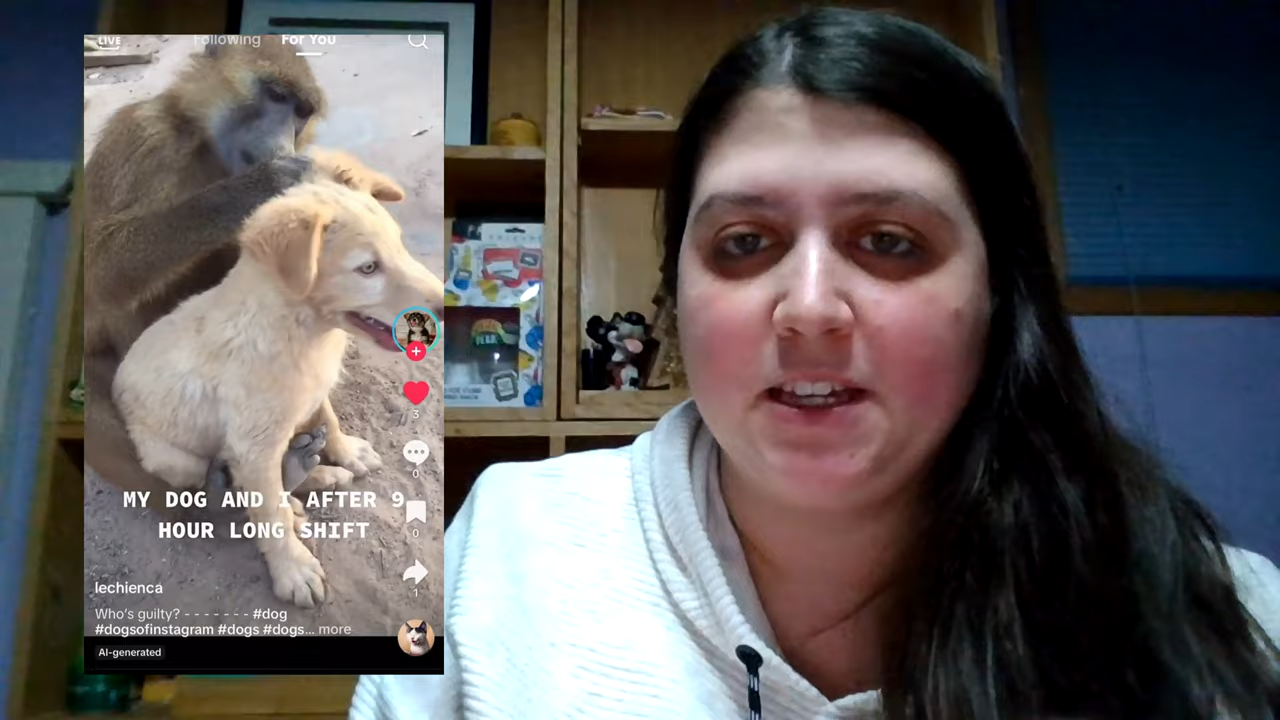 LIVE
Following
For You
MY DOG AND I AFTER 9
HOUR LONG SHIFT
3
0
0
1
lechienca
Who's guilty? - - - - - - - #dog
#dogsofinstagram #dogs #dogs... more
AI-generated